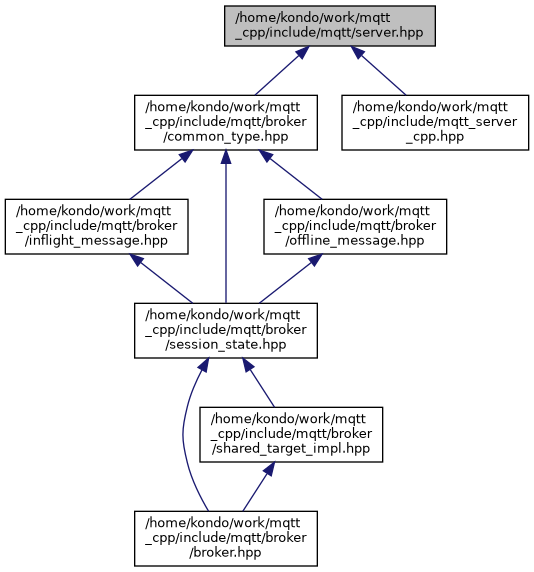 /home/kondo/work/mqtt
_cpp/include/mqtt/server.hpp
/home/kondo/work/mqtt
_cpp/include/mqtt/broker
/common_type.hpp
/home/kondo/work/mqtt
_cpp/include/mqtt_server
_cpp.hpp
/home/kondo/work/mqtt
_cpp/include/mqtt/broker
/inflight_message.hpp
/home/kondo/work/mqtt
_cpp/include/mqtt/broker
/offline_message.hpp
/home/kondo/work/mqtt
_cpp/include/mqtt/broker
/session_state.hpp
/home/kondo/work/mqtt
_cpp/include/mqtt/broker
/shared_target_impl.hpp
/home/kondo/work/mqtt
_cpp/include/mqtt/broker
/broker.hpp